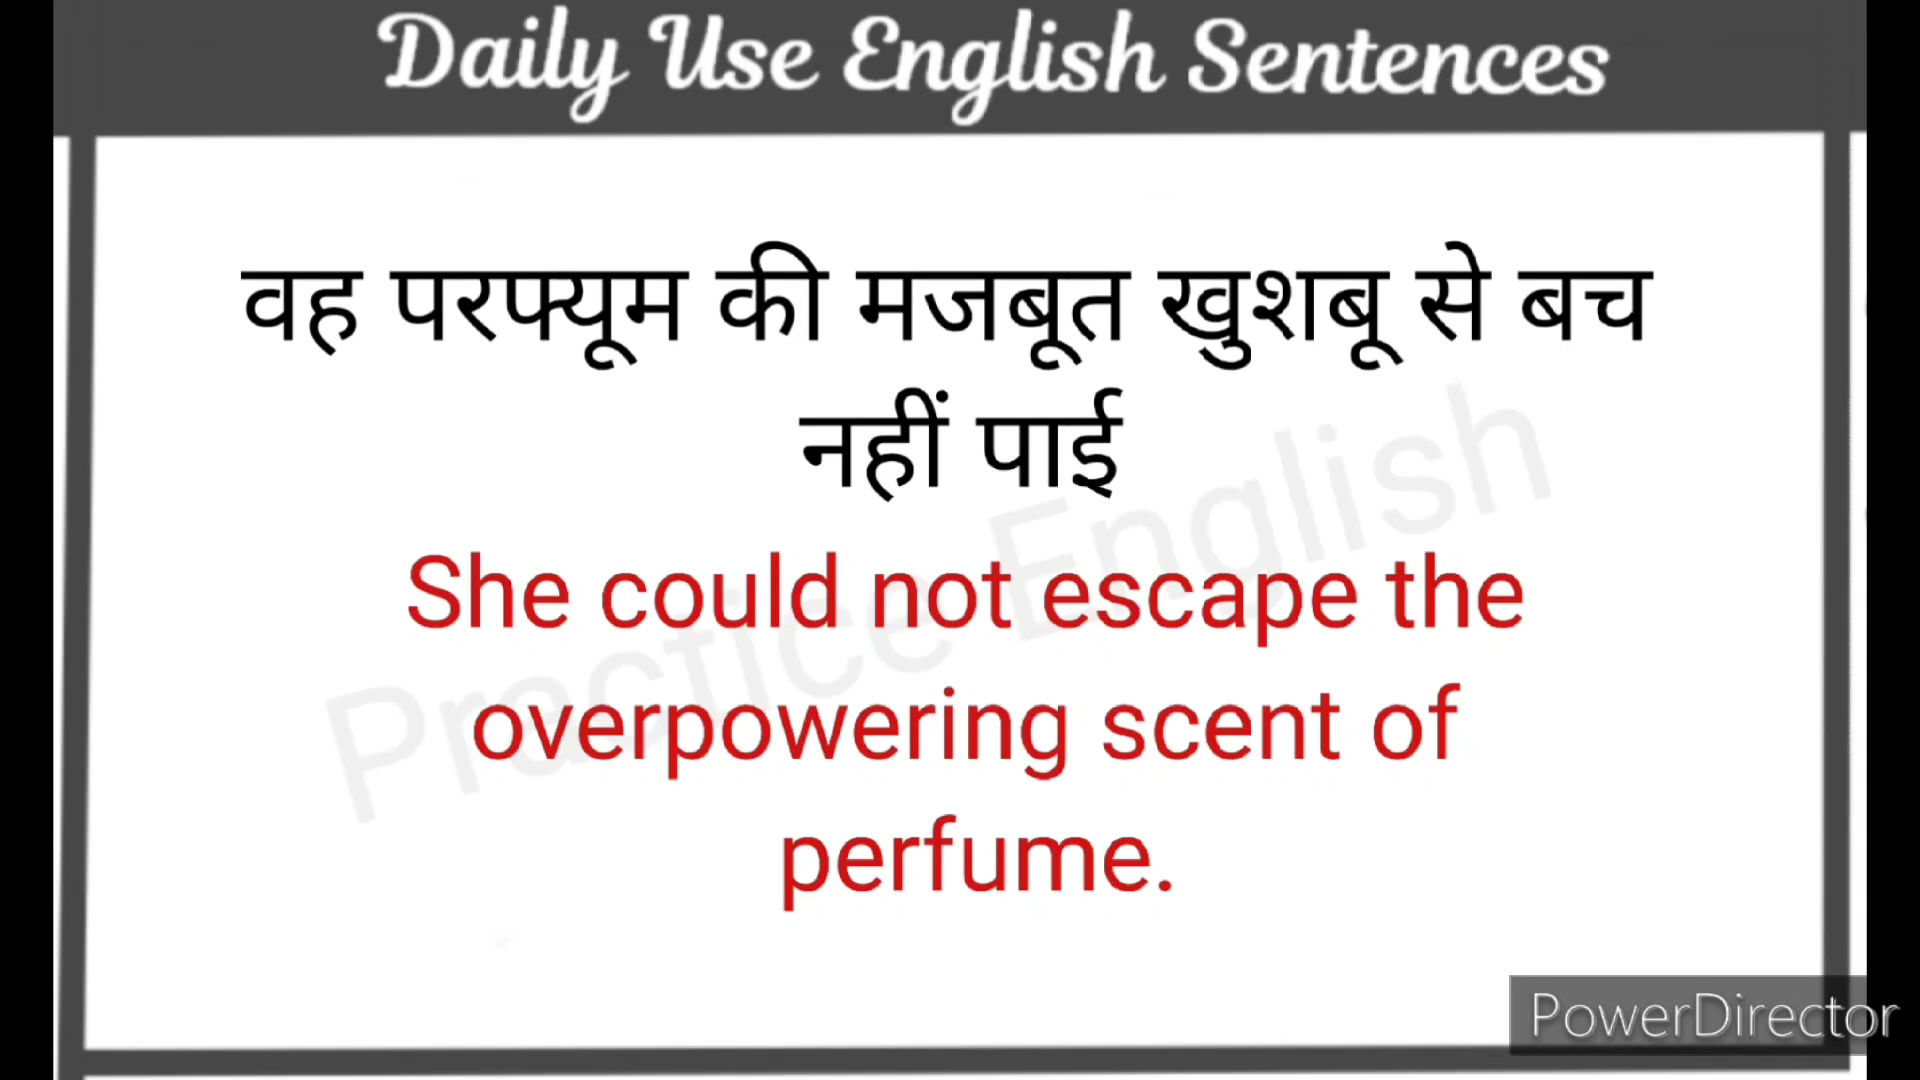 Daily Use English Sentences
वह परफ्यूम की मजबूत खुशबू से बच
नहीं पाई
Practice English
She could not escape the
overpowering scent of
perfume.
PowerDirector